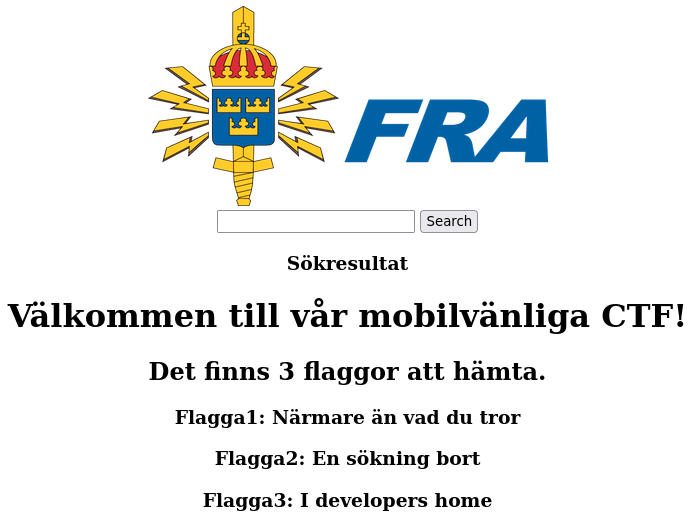 FRA
Search
Sökresultat
Välkommen till vår mobilvänliga CTF!
Det finns 3 flaggor att hämta.
Flagga1: Närmare än vad du tror
Flagga2: En sökning bort
Flagga3: I developers home